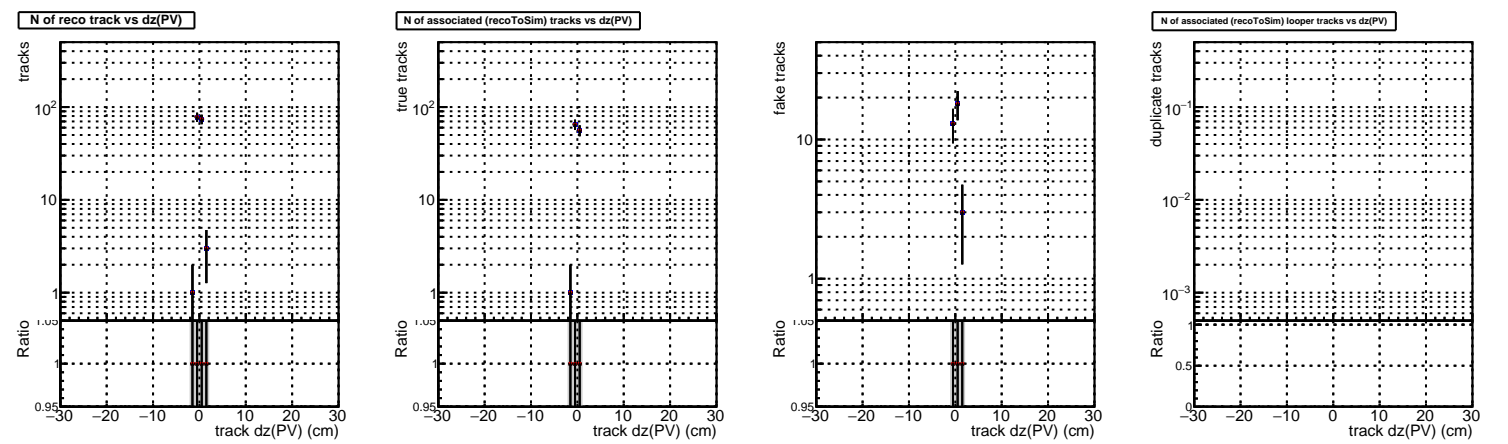 N of reco track vs dz(PV)
tracks
10²
10
1
Ratio
1.05
1
0.95
−30 −20 −10 0 10 20 30
track dz(PV) (cm)
N of associated (recoToSim) tracks vs dz(PV)
true tracks
10²
10
1
Ratio
1.05
1
0.95
−30 −20 −10 0 10 20 30
track dz(PV) (cm)
fake tracks
10
1
Ratio
1.05
1
0.95
−30 −20 −10 0 10 20 30
track dz(PV) (cm)
N of associated (recoToSim) looper tracks vs dz(PV)
duplicate tracks
10⁻¹
10⁻²
10⁻³
Ratio
1
0.5
0
−30 −20 −10 0 10 20 30
track dz(PV) (cm)